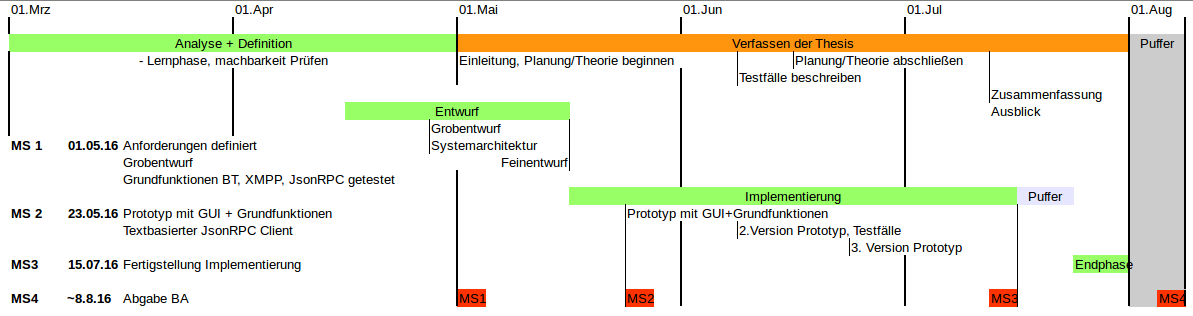 01.Mrz 01.Apr 01.Mai 01.Jun 01.Jul 01.Aug
Analyse + Definition Verfassen der Thesis Puffer
- Lernphase, machbarkeit Prüfen Einleitung, Planung/Theorie beginnen Planung/Theorie abschließen
Testfälle beschreiben
Zusammenfassung
Entwurf Ausblick
Grobentwurf
MS 1 01.05.16 Anforderungen definiert Systemarchitektur
Grobentwurf Feinentwurf
Grundfunktionen BT, XMPP, JsonRPC getestet
Implementierung Puffer
MS 2 23.05.16 Prototyp mit GUI + Grundfunktionen Prototyp mit GUI+Grundfunktionen
Textbasierter JsonRPC Client 2.Version Prototyp, Testfälle
3. Version Prototyp
MS3 15.07.16 Fertigstellung Implementierung Endphase
MS4 ~8.8.16 Abgabe BA MS1 MS2 MS3 MS4